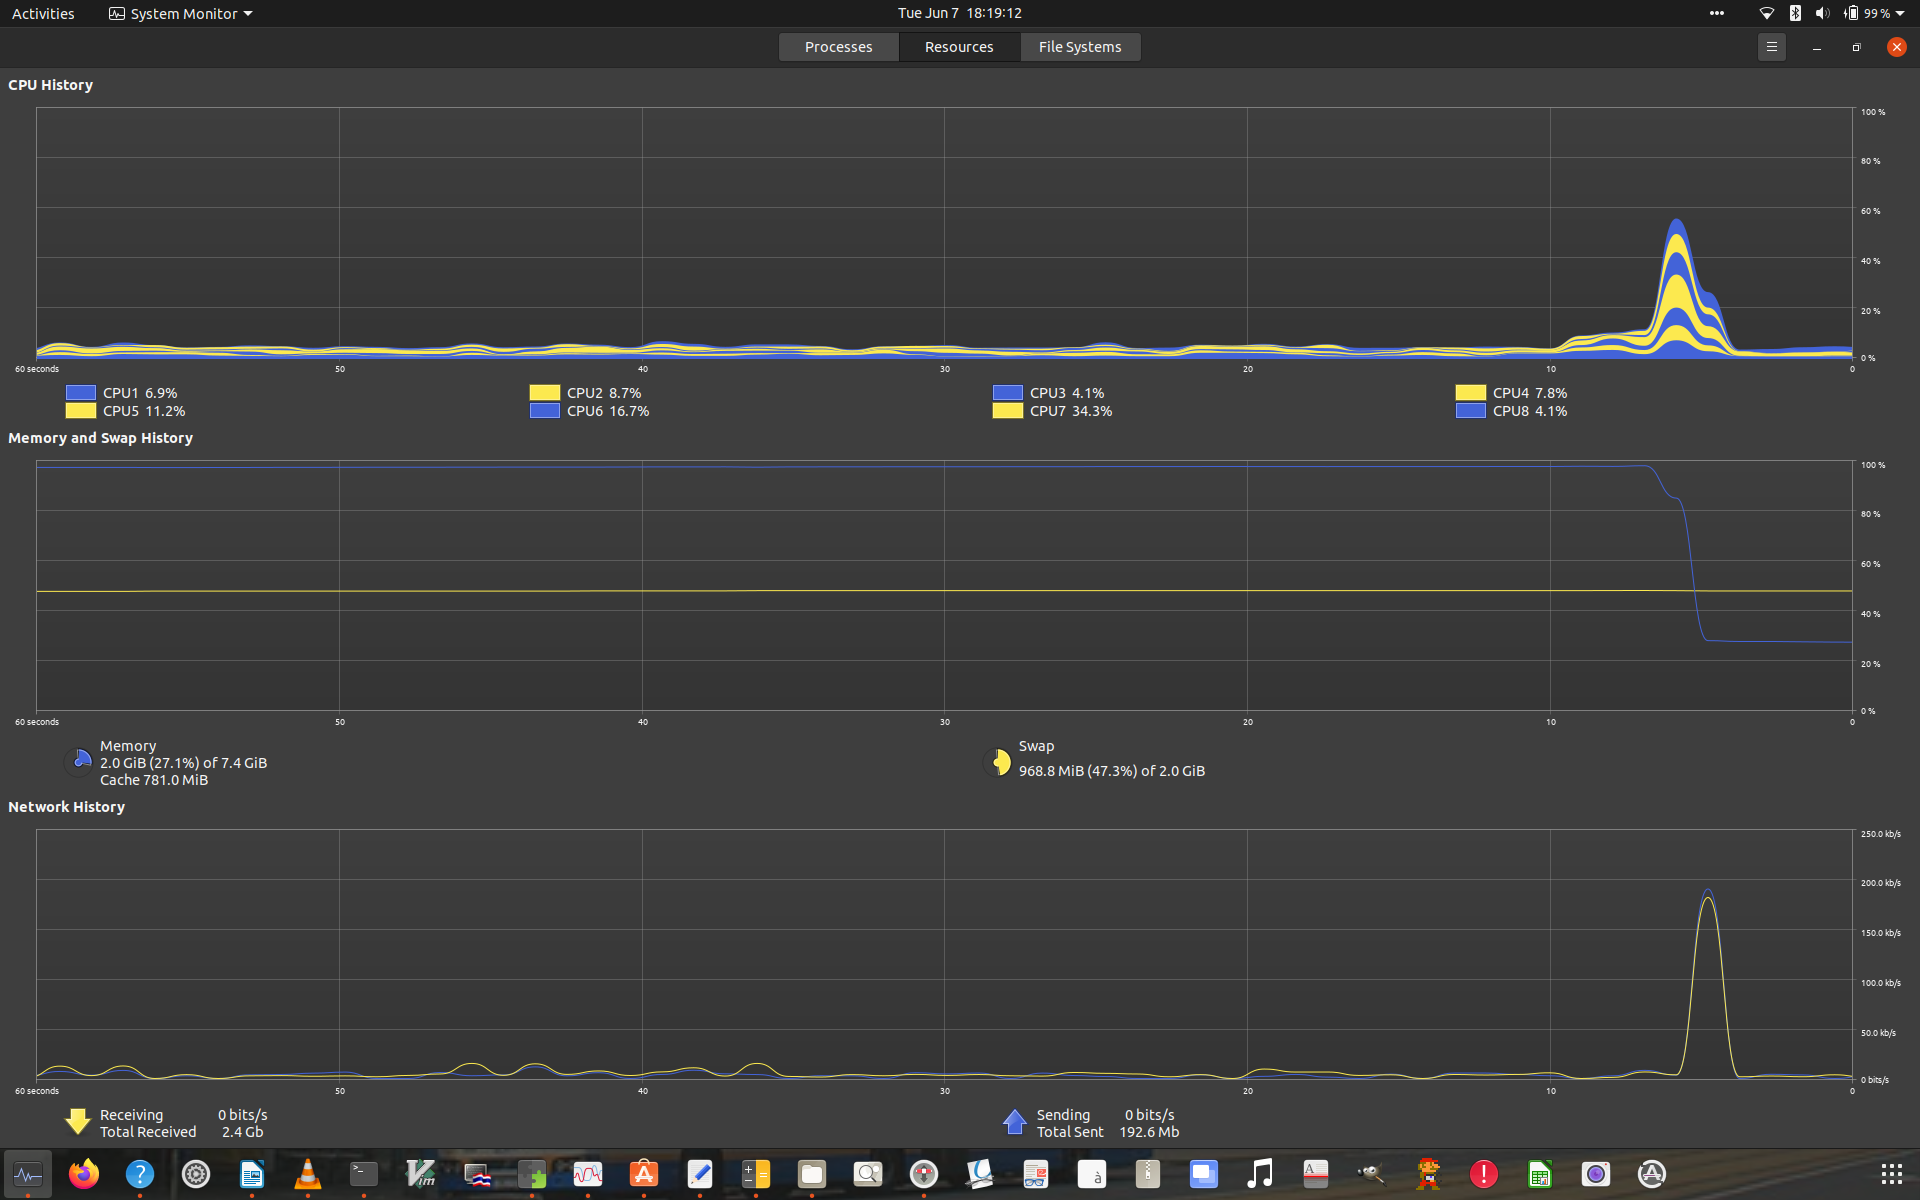 Activities System Monitor Tue Jun 7 18:19:12 99 %
Processes Resources File Systems
CPU History
100 %
80 %
60 %
40 %
20 %
0 %
60 seconds 50 40 30 20 10 0
CPU1 6.9% CPU2 8.7% CPU3 4.1% CPU4 7.8%
CPU5 11.2% CPU6 16.7% CPU7 34.3% CPU8 4.1%
Memory and Swap History
100 %
80 %
60 %
40 %
20 %
0 %
60 seconds 50 40 30 20 10 0
Memory Swap
2.0 GiB (27.1%) of 7.4 GiB 968.8 MiB (47.3%) of 2.0 GiB
Cache 781.0 MiB
Network History
250.0 kb/s
200.0 kb/s
150.0 kb/s
100.0 kb/s
50.0 kb/s
0 bits/s
60 seconds 50 40 30 20 10 0
Receiving 0 bits/s Sending 0 bits/s
Total Received 2.4 Gb Total Sent 192.6 Mb